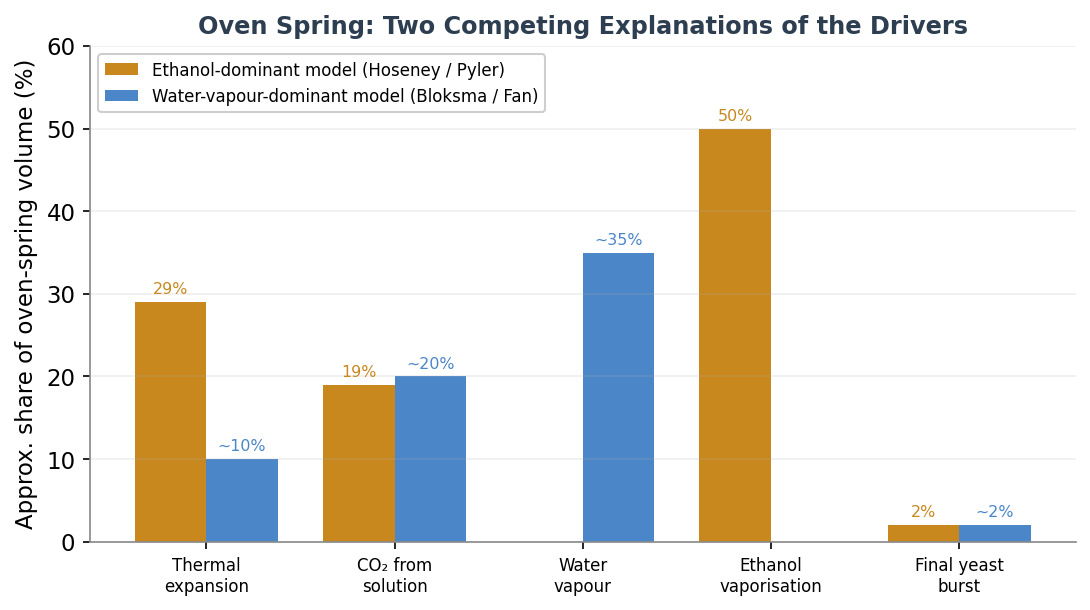 Oven Spring: Two Competing Explanations of the Drivers
Approx. share of oven-spring volume (%)
60
50
40
30
20
10
0
Ethanol-dominant model (Hoseney / Pyler)
Water-vapour-dominant model (Bloksma / Fan)
29%
~10%
19%
~20%
~35%
50%
2%
~2%
Thermal
expansion
CO₂ from
solution
Water
vapour
Ethanol
vaporisation
Final yeast
burst